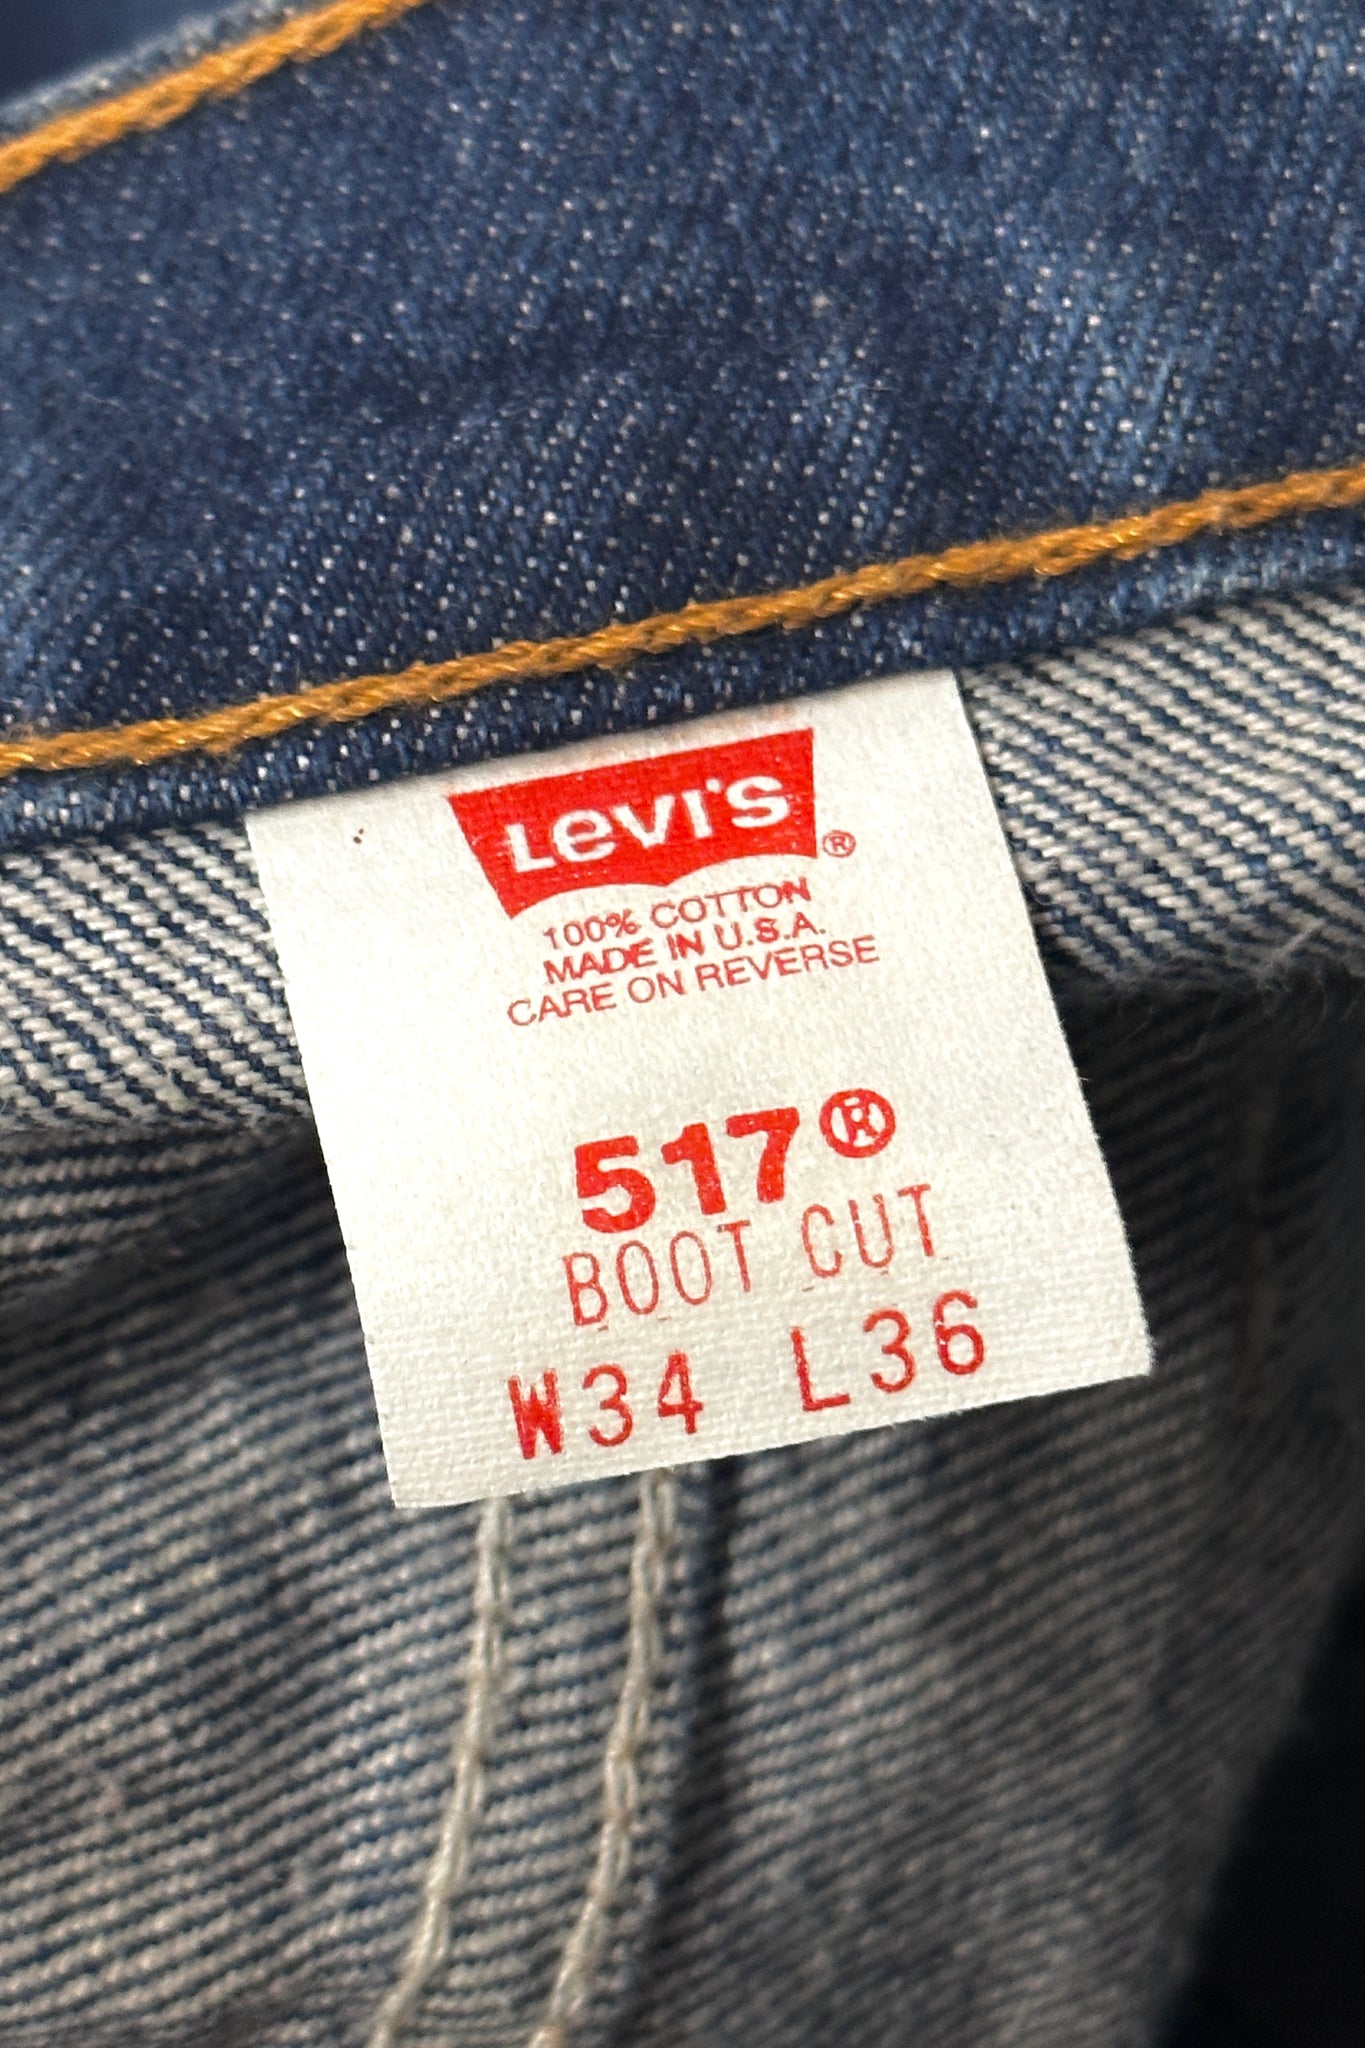 Levi's ®
100% COTTON
MADE IN U.S.A.
CARE ON REVERSE
517®
BOOT CUT
W34 L36